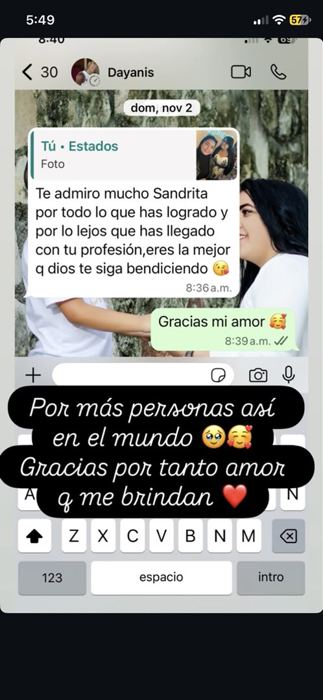 5:49
57
8:40
30
Dayanis
dom, nov 2
Tú • Estados
Foto
Te admiro mucho Sandrita
por todo lo que has logrado y
por lo lejos que has llegado
con tu profesión,eres la mejor
q dios te siga bendiciendo 😘
8:36 a.m.
Gracias mi amor 🥰
8:39 a.m.
Por más personas así
en el mundo 🥹🥰
Gracias por tanto amor
q me brindan ❤️
A
N
Z X C V B N M
123 espacio intro